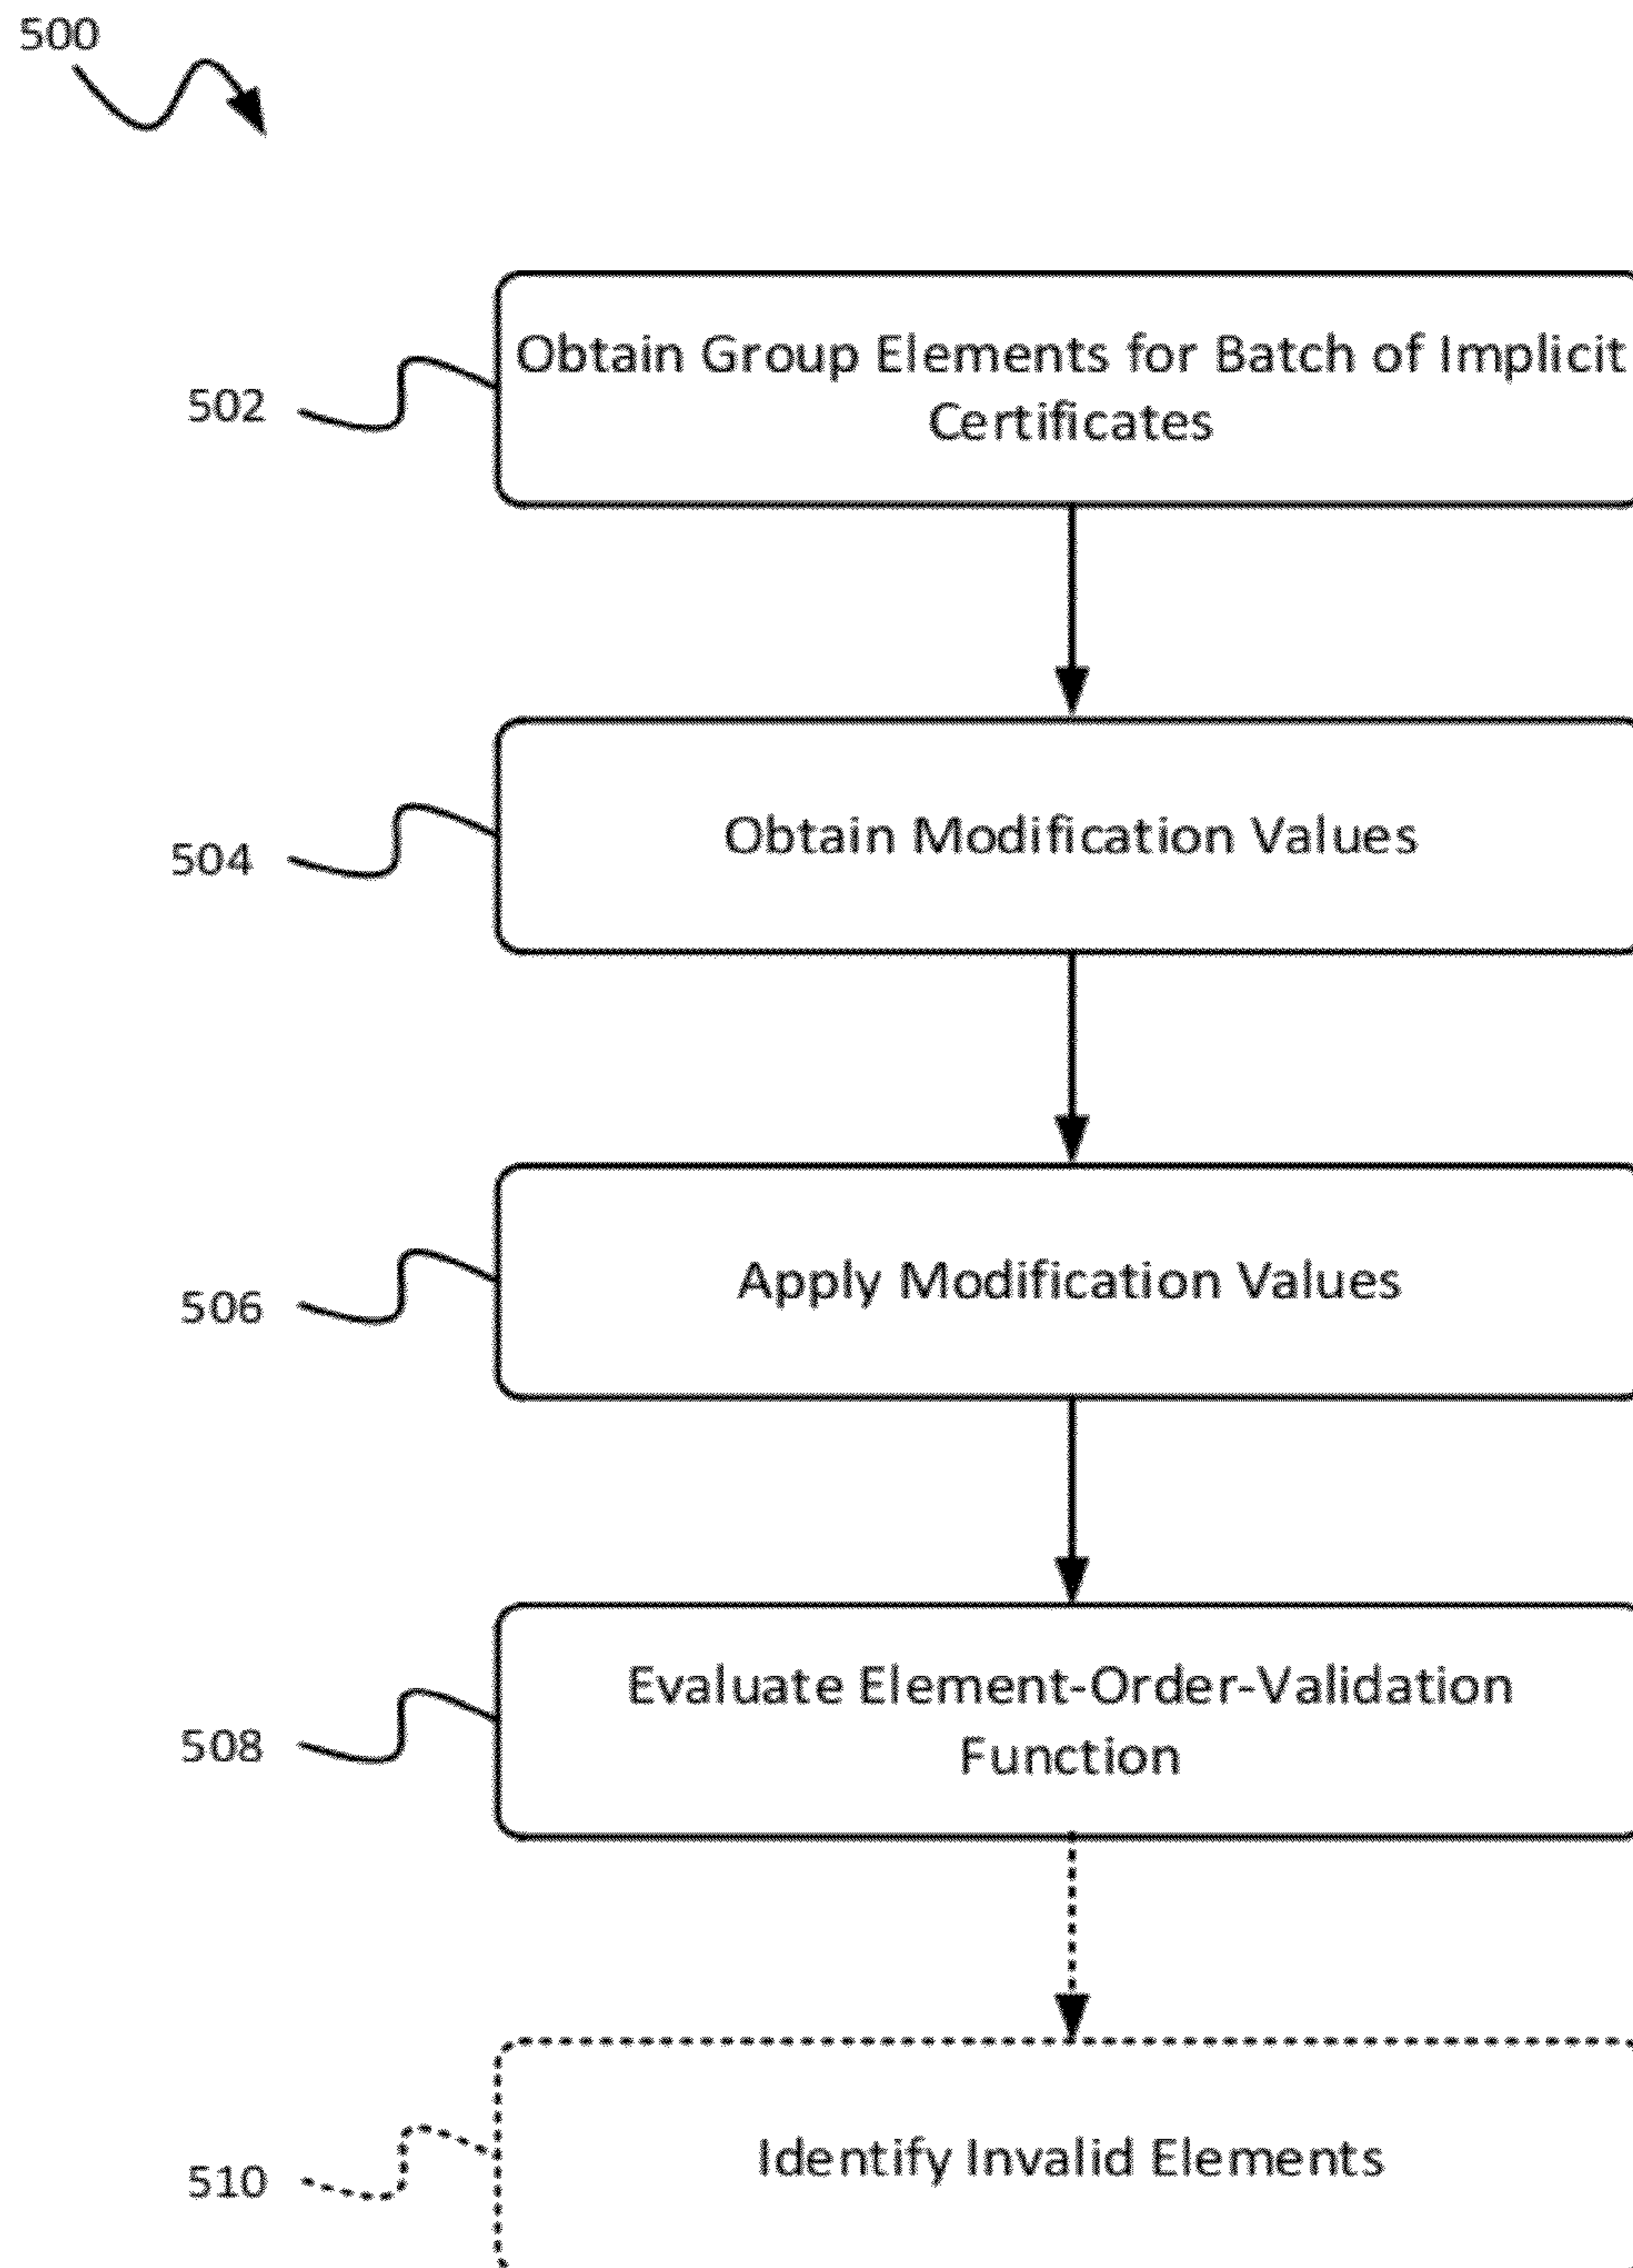 500
502
Obtain Group Elements for Batch of Implicit
Certificates
504
Obtain Modification Values
506
Apply Modification Values
508
Evaluate Element-Order-Validation
Function
510
Identify Invalid Elements